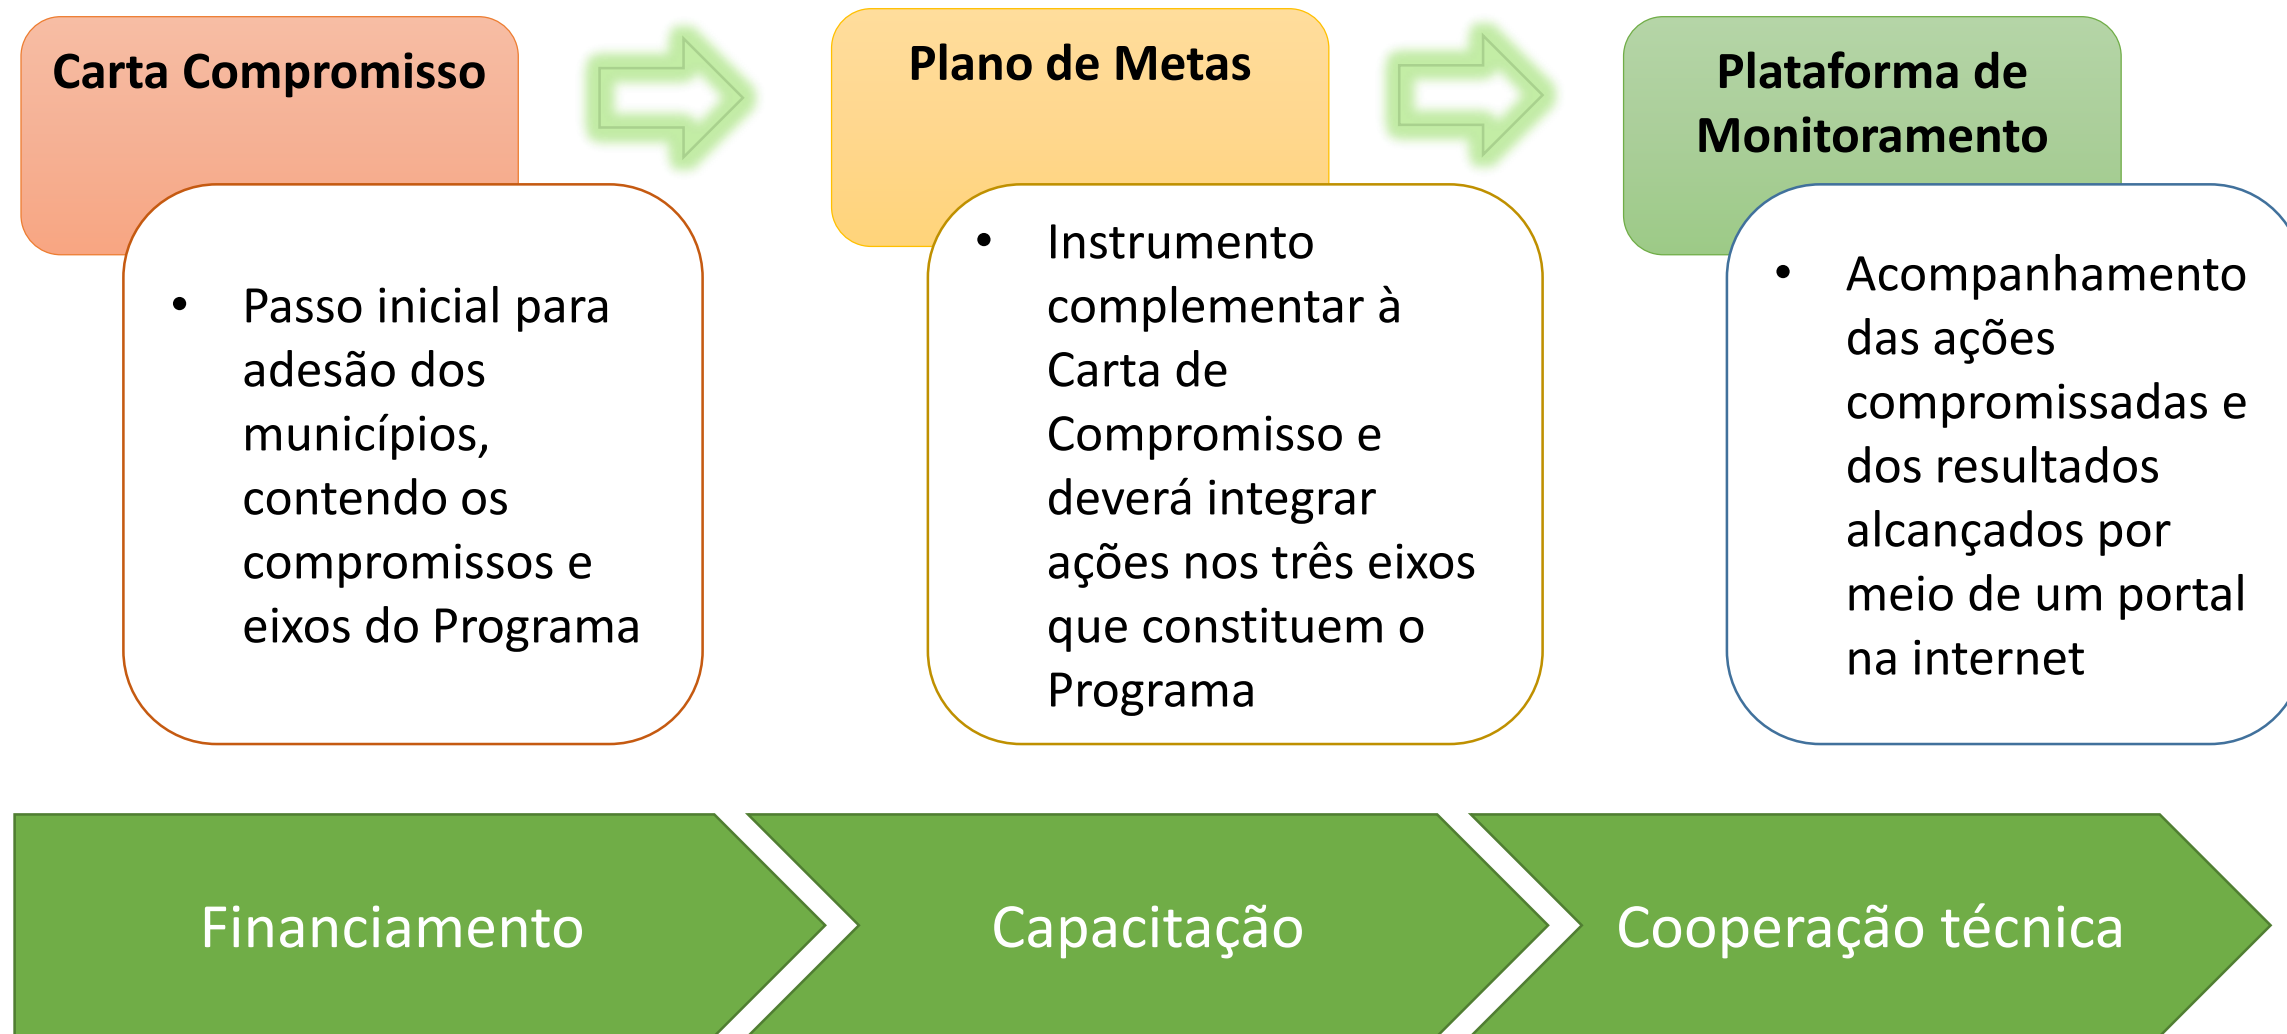 Carta Compromisso
• Passo inicial para
adesão dos
municípios,
contendo os
compromissos e
eixos do Programa
Plano de Metas
• Instrumento
complementar à
Carta de
Compromisso e
deverá integrar
ações nos três eixos
que constituem o
Programa
Plataforma de
Monitoramento
• Acompanhamento
das ações
compromissadas e
dos resultados
alcançados por
meio de um portal
na internet
Financiamento
Capacitação
Cooperação técnica